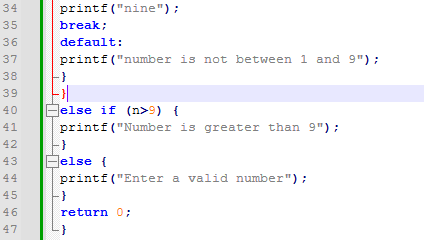 34 printf("nine");
35 break;
36 default:
37 printf("number is not between 1 and 9");
38 }
39 }
40 else if (n>9) {
41 printf("Number is greater than 9");
42 }
43 else {
44 printf("Enter a valid number");
45 }
46 return 0;
47 }